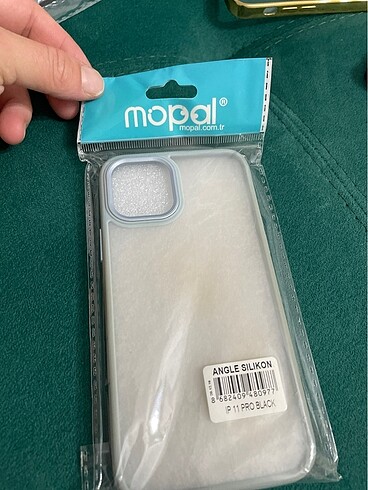 mopal®
mopal.com.tr
ANGLE SILIKON
8 682409 480977
IP 11 PRO BLACK